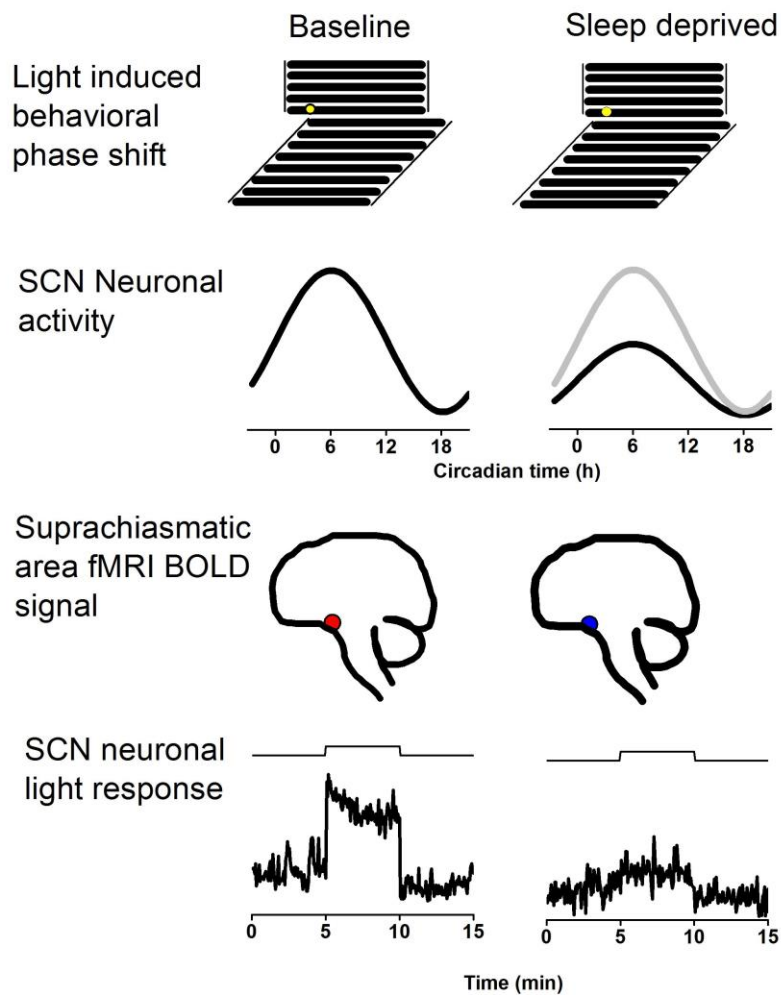 Baseline
Sleep deprived
Light induced
behavioral
phase shift
SCN Neuronal
activity
0 6 12 18
0 6 12 18
Circadian time (h)
Suprachiasmatic
area fMRI BOLD
signal
SCN neuronal
light response
0 5 10 15
0 5 10 15
Time (min)